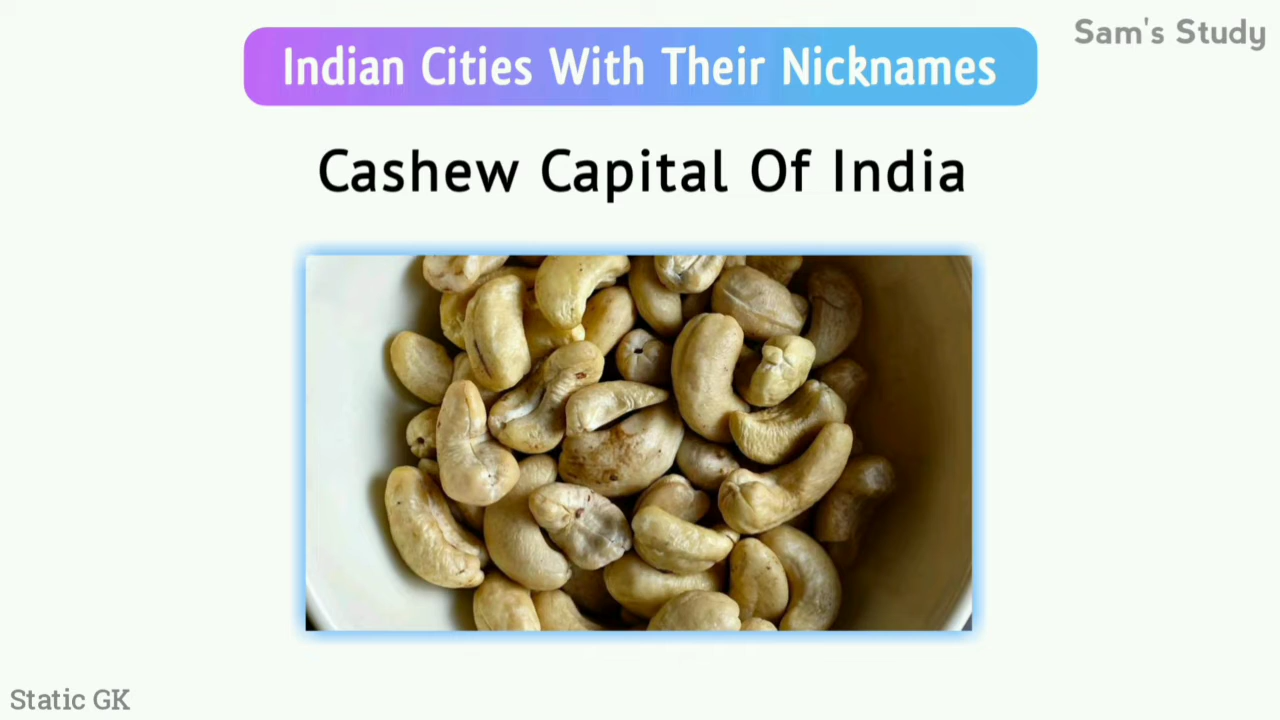 Sam's Study
Indian Cities With Their Nicknames
Cashew Capital Of India
Static GK